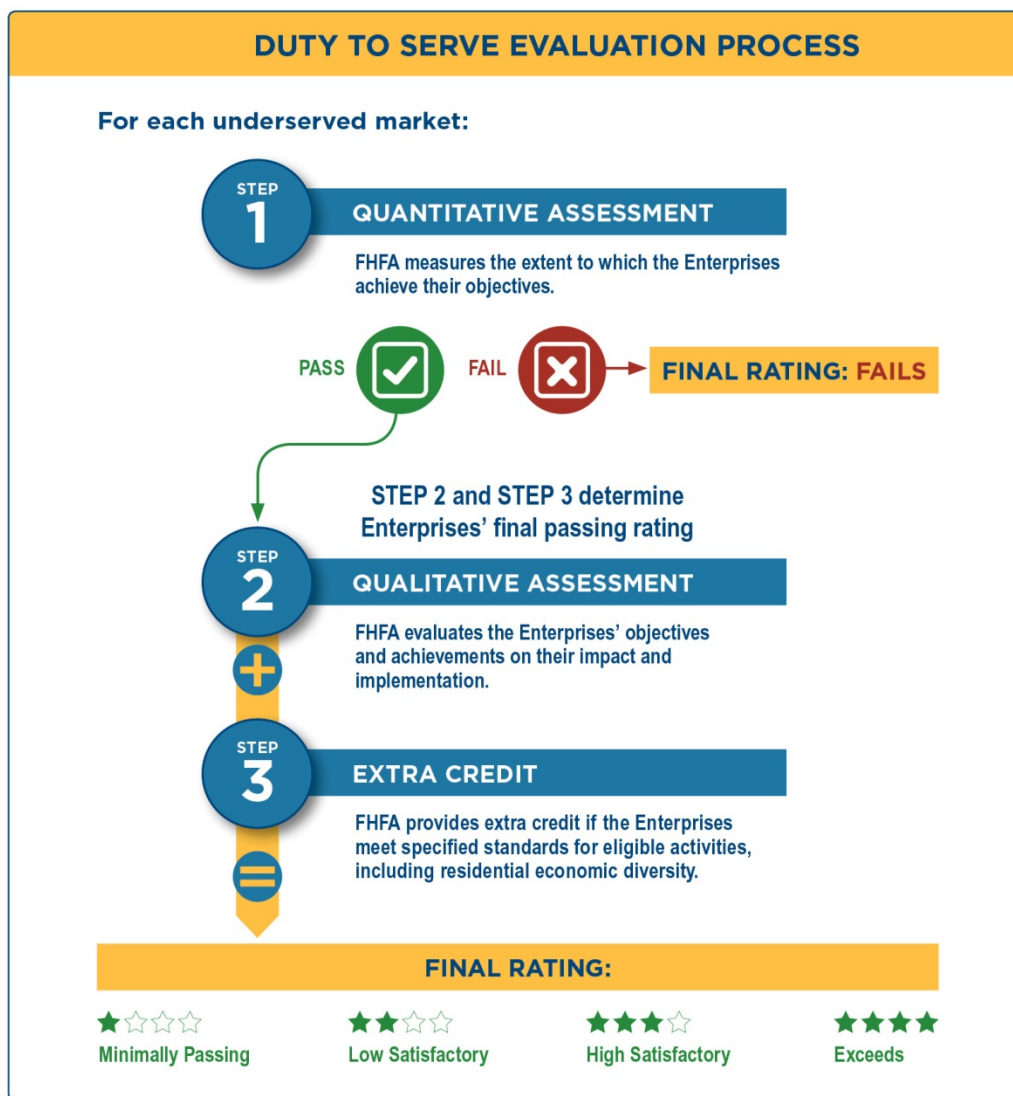 DUTY TO SERVE EVALUATION PROCESS
For each underserved market:
STEP
1
QUANTITATIVE ASSESSMENT
FHFA measures the extent to which the Enterprises
achieve their objectives.
PASS
FAIL
FINAL RATING: FAILS
STEP 2 and STEP 3 determine
Enterprises’ final passing rating
STEP
2
QUALITATIVE ASSESSMENT
FHFA evaluates the Enterprises’ objectives
and achievements on their impact and
implementation.
STEP
3
EXTRA CREDIT
FHFA provides extra credit if the Enterprises
meet specified standards for eligible activities,
including residential economic diversity.
FINAL RATING:
Minimally Passing
Low Satisfactory
High Satisfactory
Exceeds